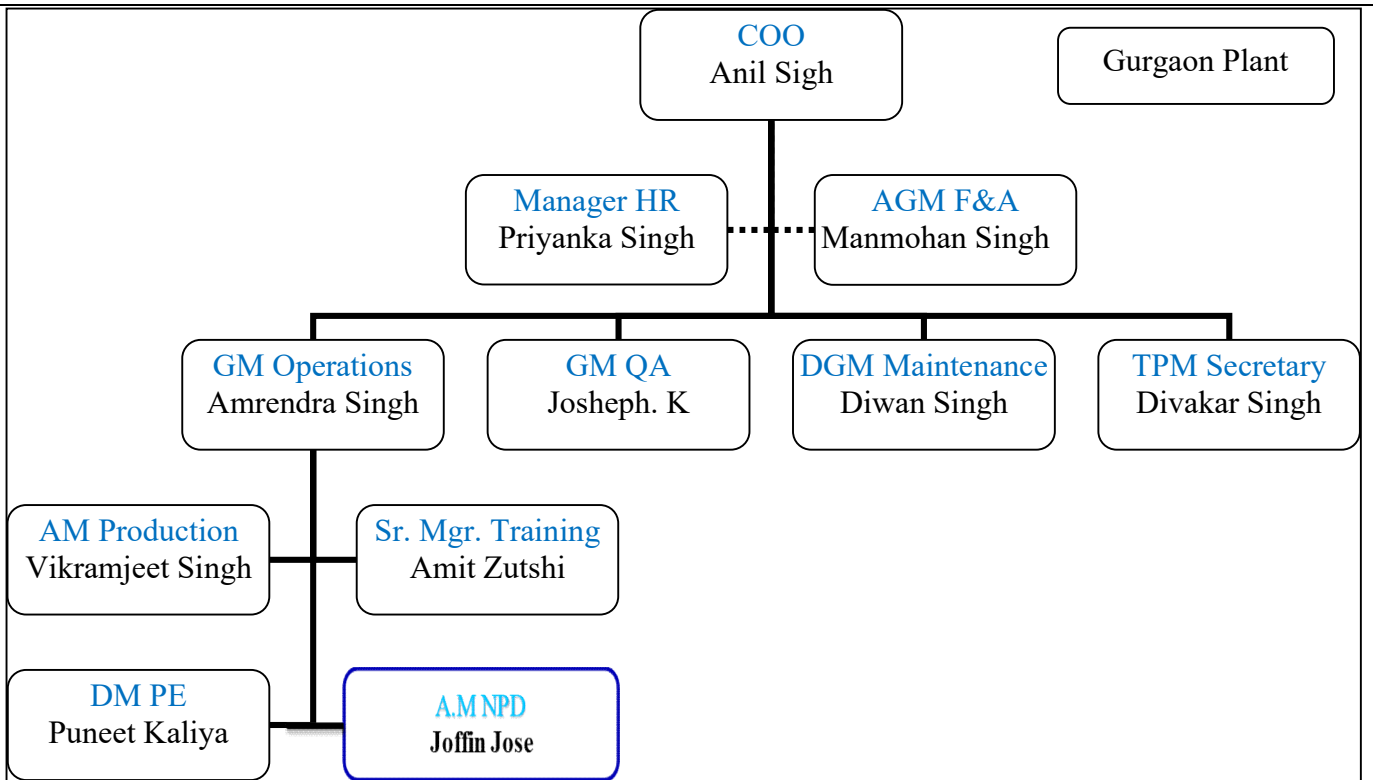 COO
Anil Sigh
Gurgaon Plant
Manager HR
Priyanka Singh
AGM F&A
Manmohan Singh
GM Operations
Amrendra Singh
GM QA
Josheph. K
DGM Maintenance
Diwan Singh
TPM Secretary
Divakar Singh
AM Production
Vikramjeet Singh
Sr. Mgr. Training
Amit Zutshi
DM PE
Puneet Kaliya
A.M NPD
Joffin Jose